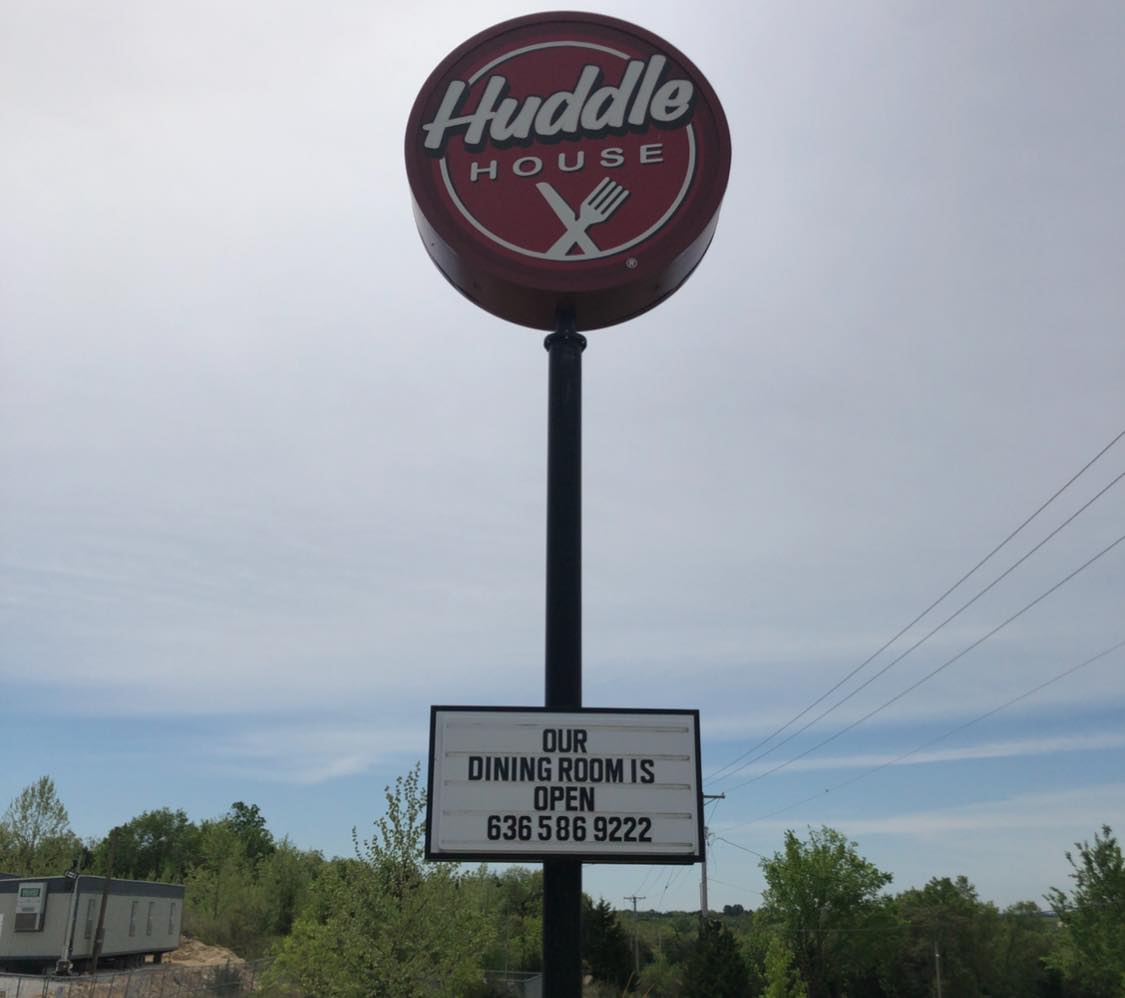 Huddle
HOUSE
®
OUR
DINING ROOM IS
OPEN
636 586 9222